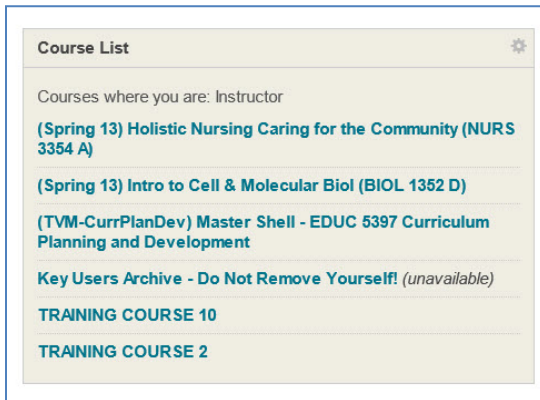 Course List
Courses where you are: Instructor
(Spring 13) Holistic Nursing Caring for the Community (NURS
3354 A)
(Spring 13) Intro to Cell & Molecular Biol (BIOL 1352 D)
(TVM-CurrPlanDev) Master Shell - EDUC 5397 Curriculum
Planning and Development
Key Users Archive - Do Not Remove Yourself! (unavailable)
TRAINING COURSE 10
TRAINING COURSE 2